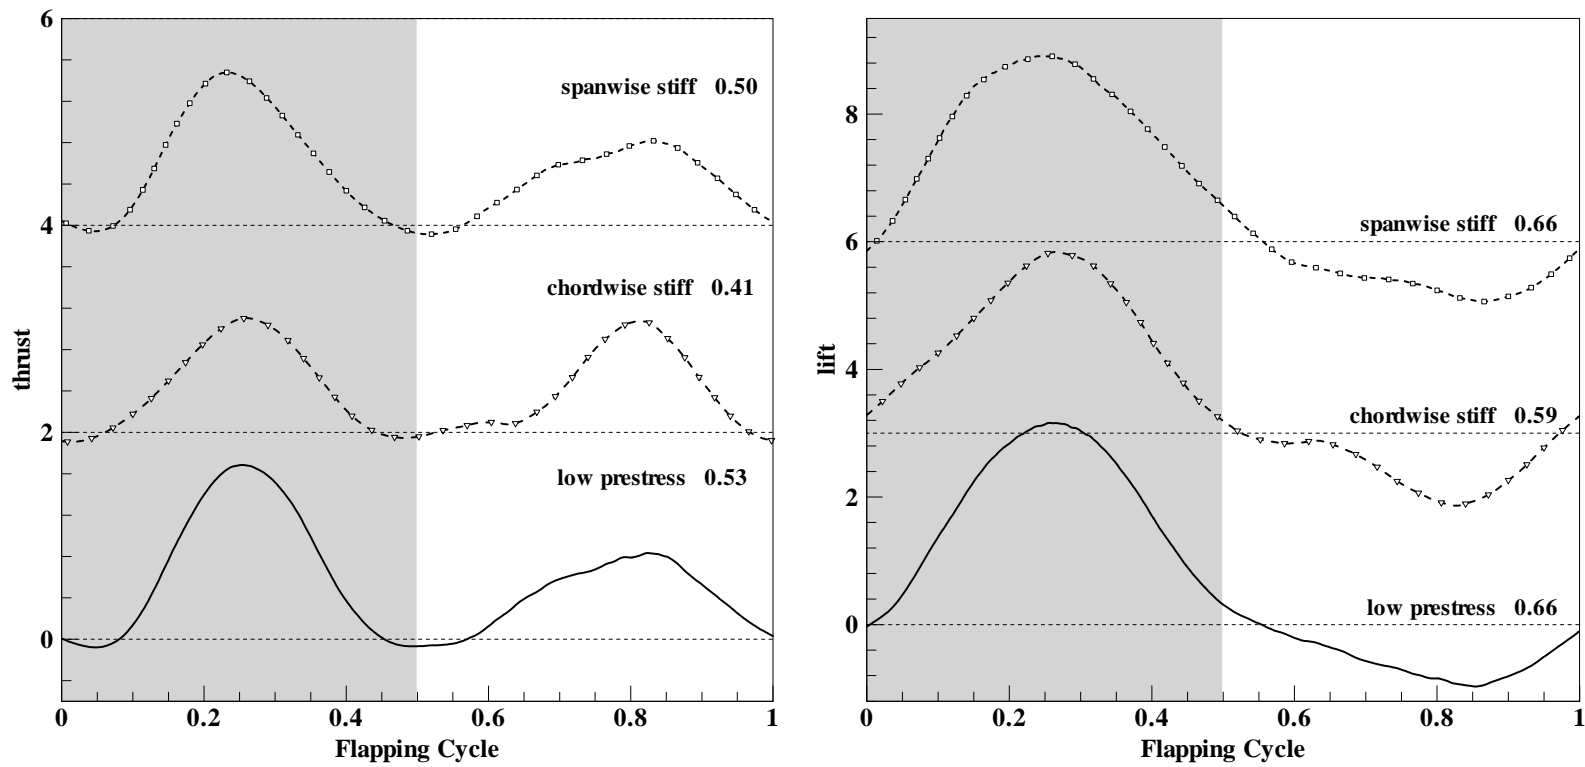 6
4
2
0
thrust
spanwise stiff 0.50
chordwise stiff 0.41
low prestress 0.53
0 0.2 0.4 0.6 0.8 1
Flapping Cycle
8
6
4
2
0
lift
spanwise stiff 0.66
chordwise stiff 0.59
low prestress 0.66
0 0.2 0.4 0.6 0.8 1
Flapping Cycle